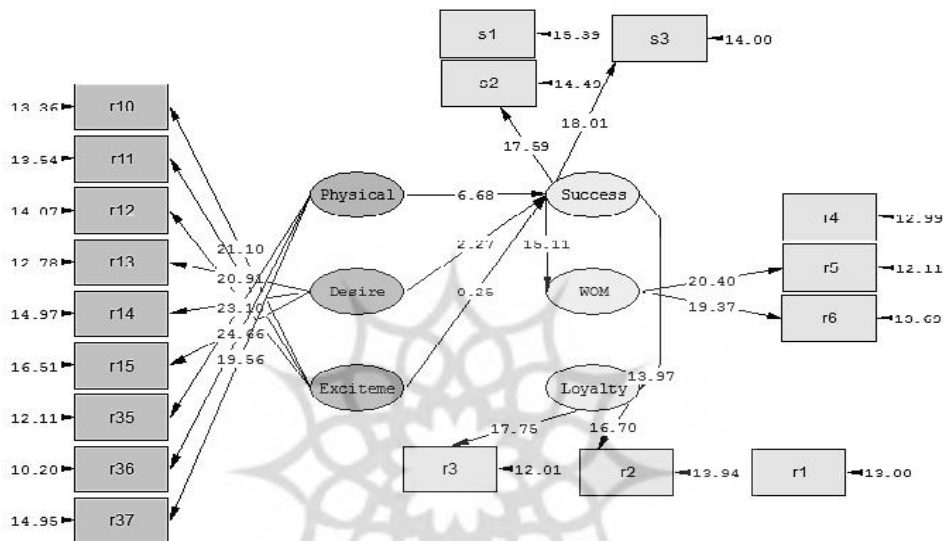 s1
15.39
s3
14.00
s2
14.49
13.36
r10
18.01
17.59
13.54
r11
Physical
6.68
Success
14.07
r12
r4
12.99
21.10
2.27
15.11
12.78
r13
20.91
r5
12.11
20.40
Desire
0.26
WOM
14.97
r14
23.10
19.37
r6
13.69
24.66
16.51
r15
19.56
13.97
Exciteme
Loyalty
12.11
r35
17.75
16.70
10.20
r36
r3
12.01
r2
13.94
r1
13.00
14.95
r37